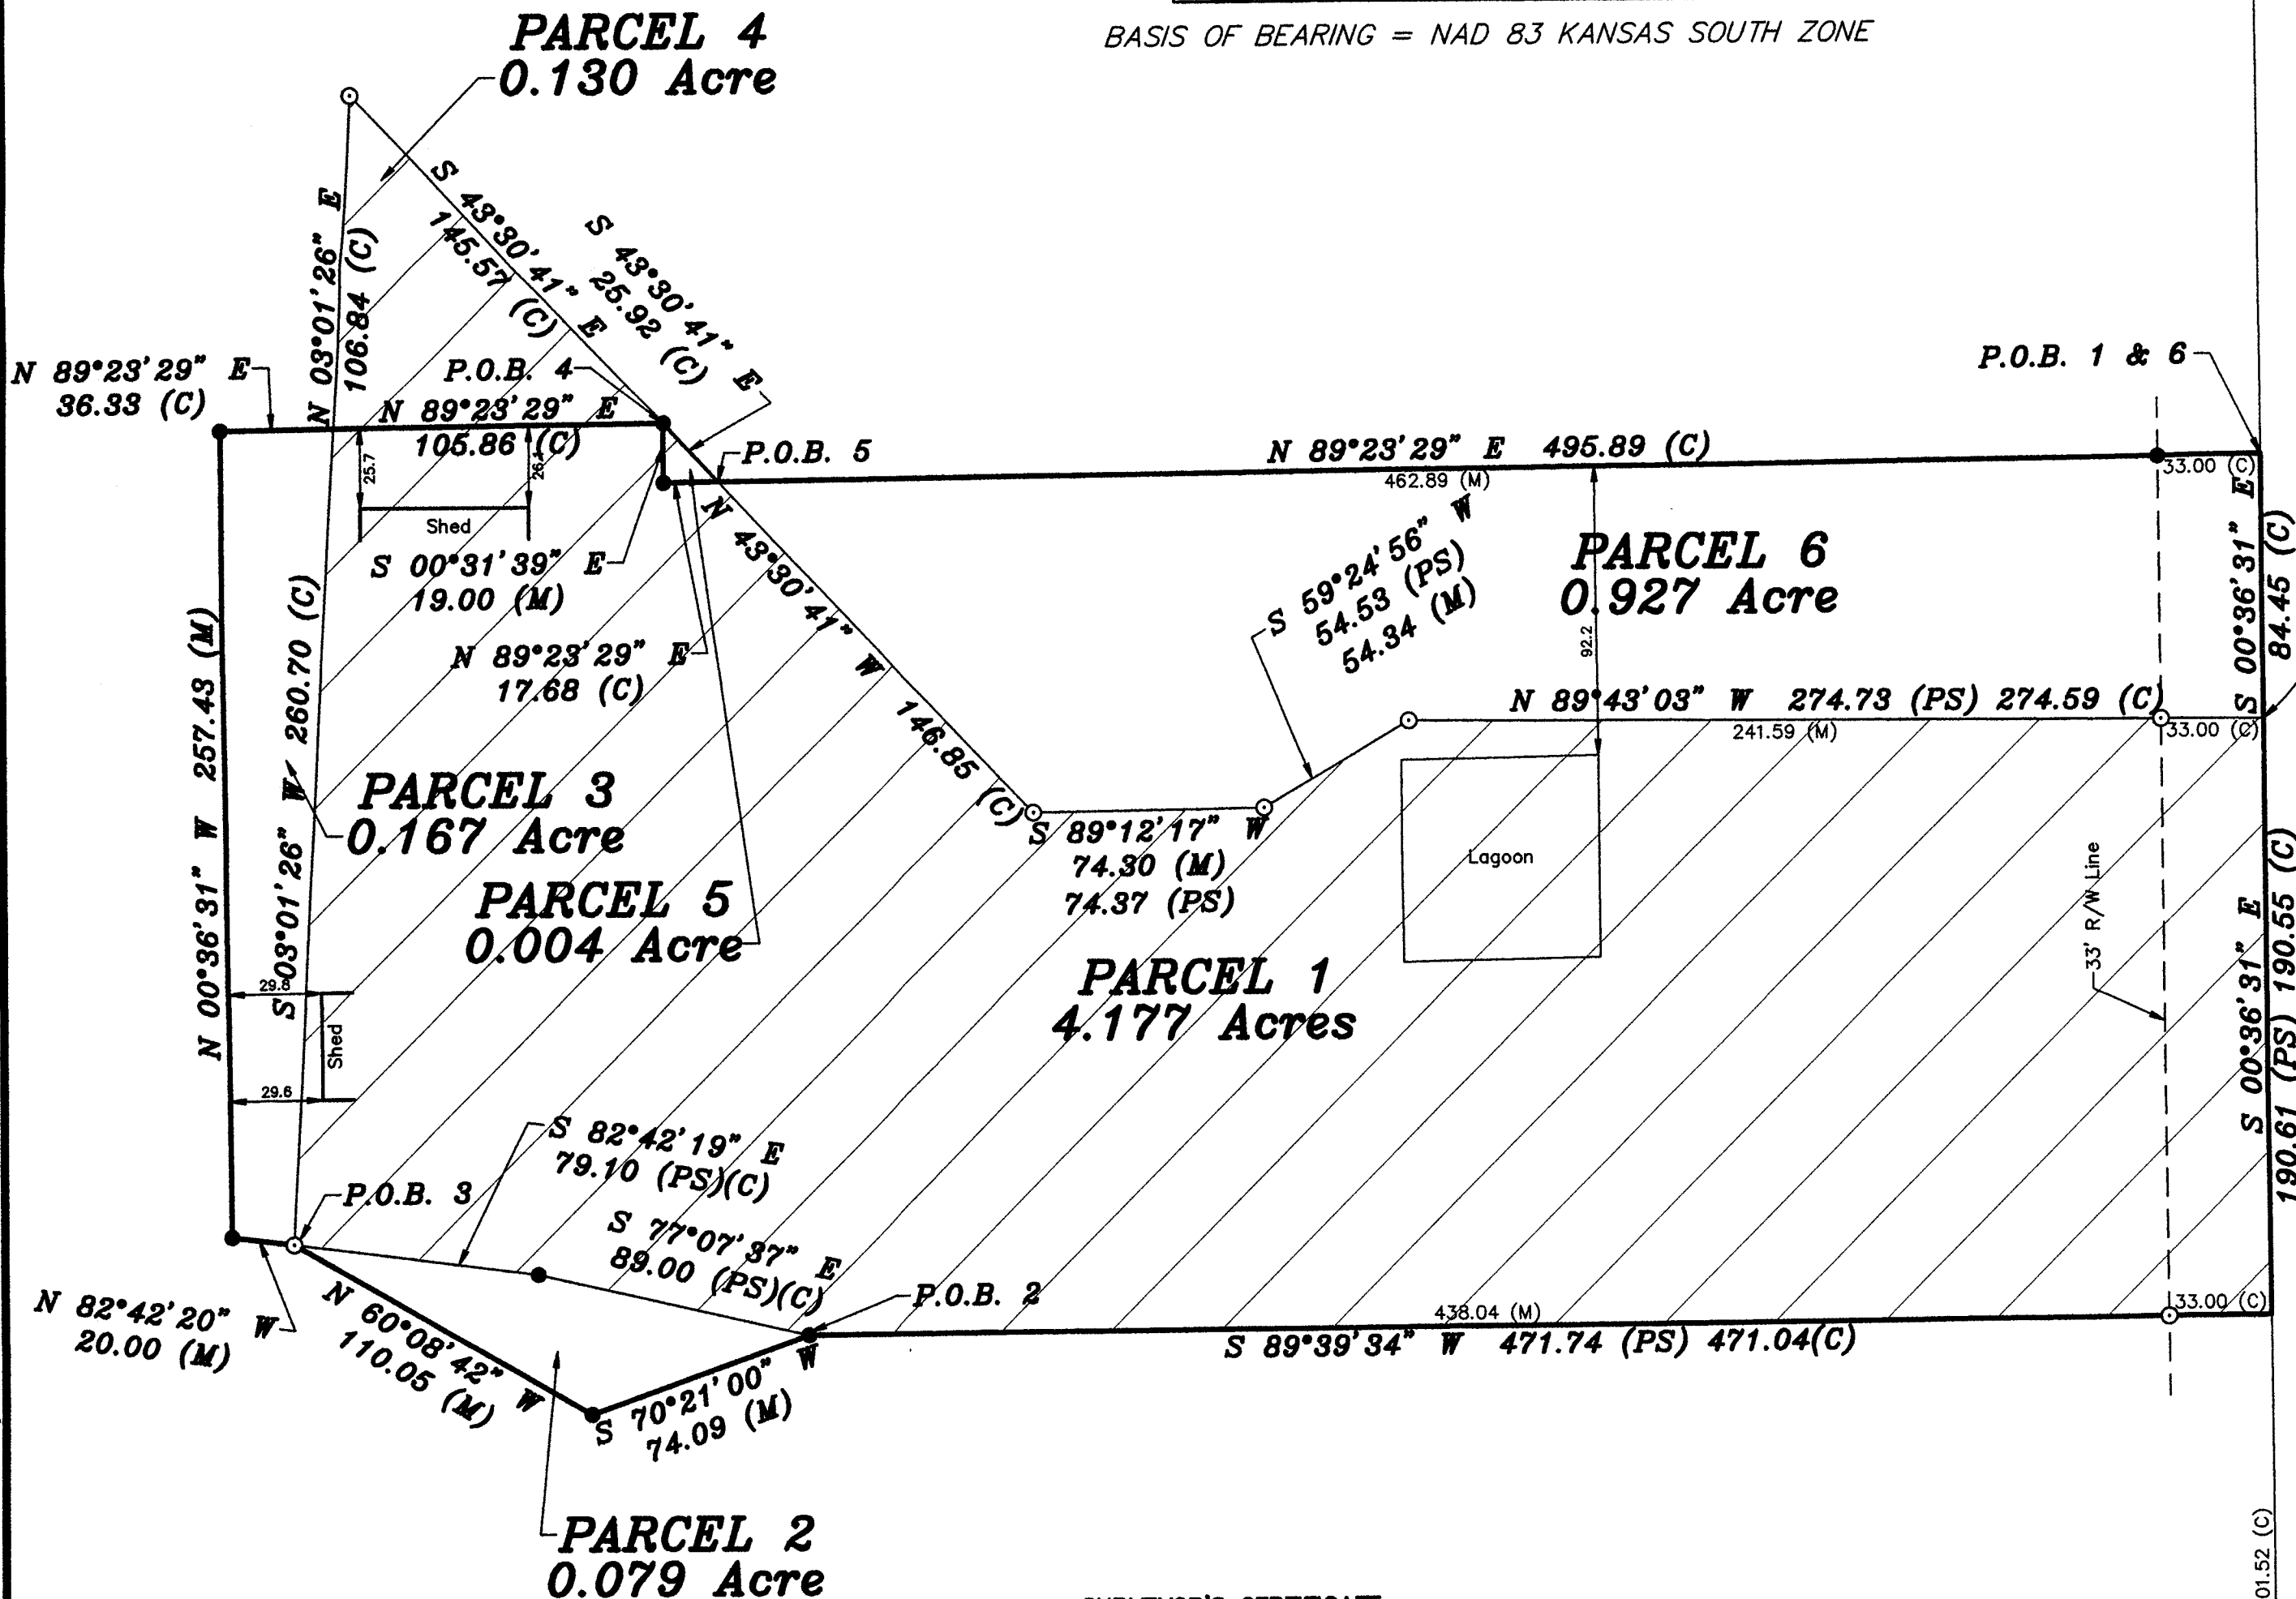 PARCEL 4
0.130 Acre
BASIS OF BEARING = NAD 83 KANSAS SOUTH ZONE
N 03°01'26" E
106.84 (C)
S 43°30'41" E
145.57 (C)
S 43°30'41" E
25.92 (C)
N 89°23'29" E
36.33 (C)
P.O.B. 4
N 89°23'29" E
105.86 (C)
25.7
Shed
S 00°31'39" E
19.00 (M)
N 89°23'29" E
17.68 (C)
P.O.B. 5
N 89°23'29" E 495.89 (C)
462.89 (M)
P.O.B. 1 & 6
33.00 (C)
S 00°36'31" E
84.45 (C)
N 43°30'41" W 146.85 (C)
S 59°24'56" W
54.53 (PS)
54.34 (M)
PARCEL 6
0.927 Acre
92.2
N 89°43'03" W 274.73 (PS) 274.59 (C)
241.59 (M)
33.00 (C)
N 00°36'31" W 257.43 (M)
S 03°01'26" W 260.70 (C)
PARCEL 3
0.167 Acre
PARCEL 5
0.004 Acre
S 89°12'17" W
74.30 (M)
74.37 (PS)
Lagoon
PARCEL 1
4.177 Acres
33' R/W Line
S 00°36'31" E
190.61 (PS) 190.55 (C)
29.8
Shed
29.6
S 82°42'19" E
79.10 (PS)(C)
P.O.B. 3
S 77°07'37" E
89.00 (PS)(C)
P.O.B. 2
N 82°42'20" W
20.00 (M)
N 60°08'42" W
110.05 (M)
S 70°21'00" W
74.09 (M)
438.04 (M)
33.00 (C)
S 89°39'34" W 471.74 (PS) 471.04(C)
PARCEL 2
0.079 Acre
01.52 (C)